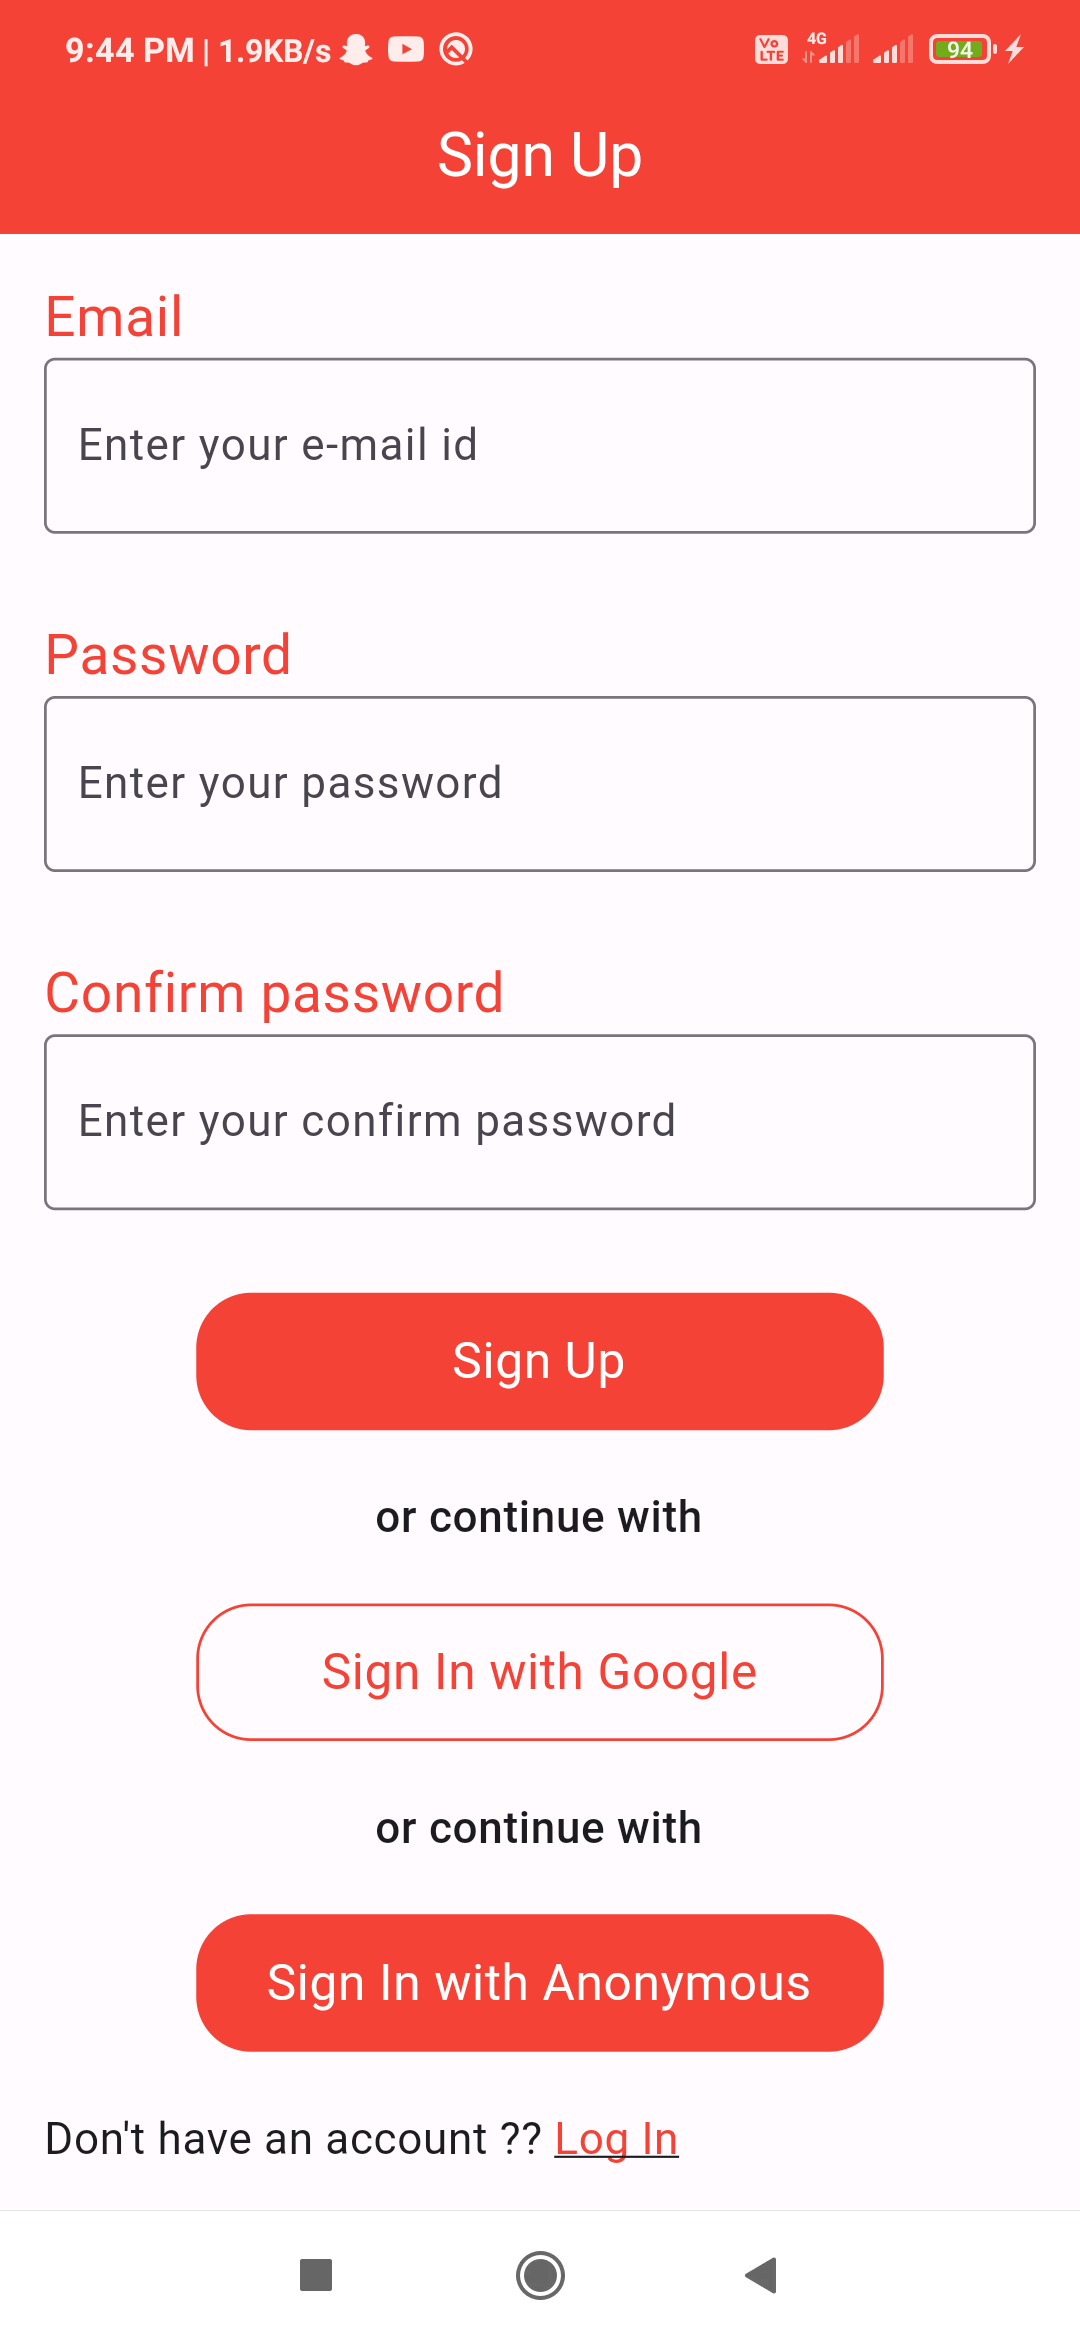 9:44 PM | 1.9KB/s Vo LTE 4G 94
Sign Up
Email
Enter your e-mail id
Password
Enter your password
Confirm password
Enter your confirm password
Sign Up
or continue with
Sign In with Google
or continue with
Sign In with Anonymous
Don't have an account ?? Log In